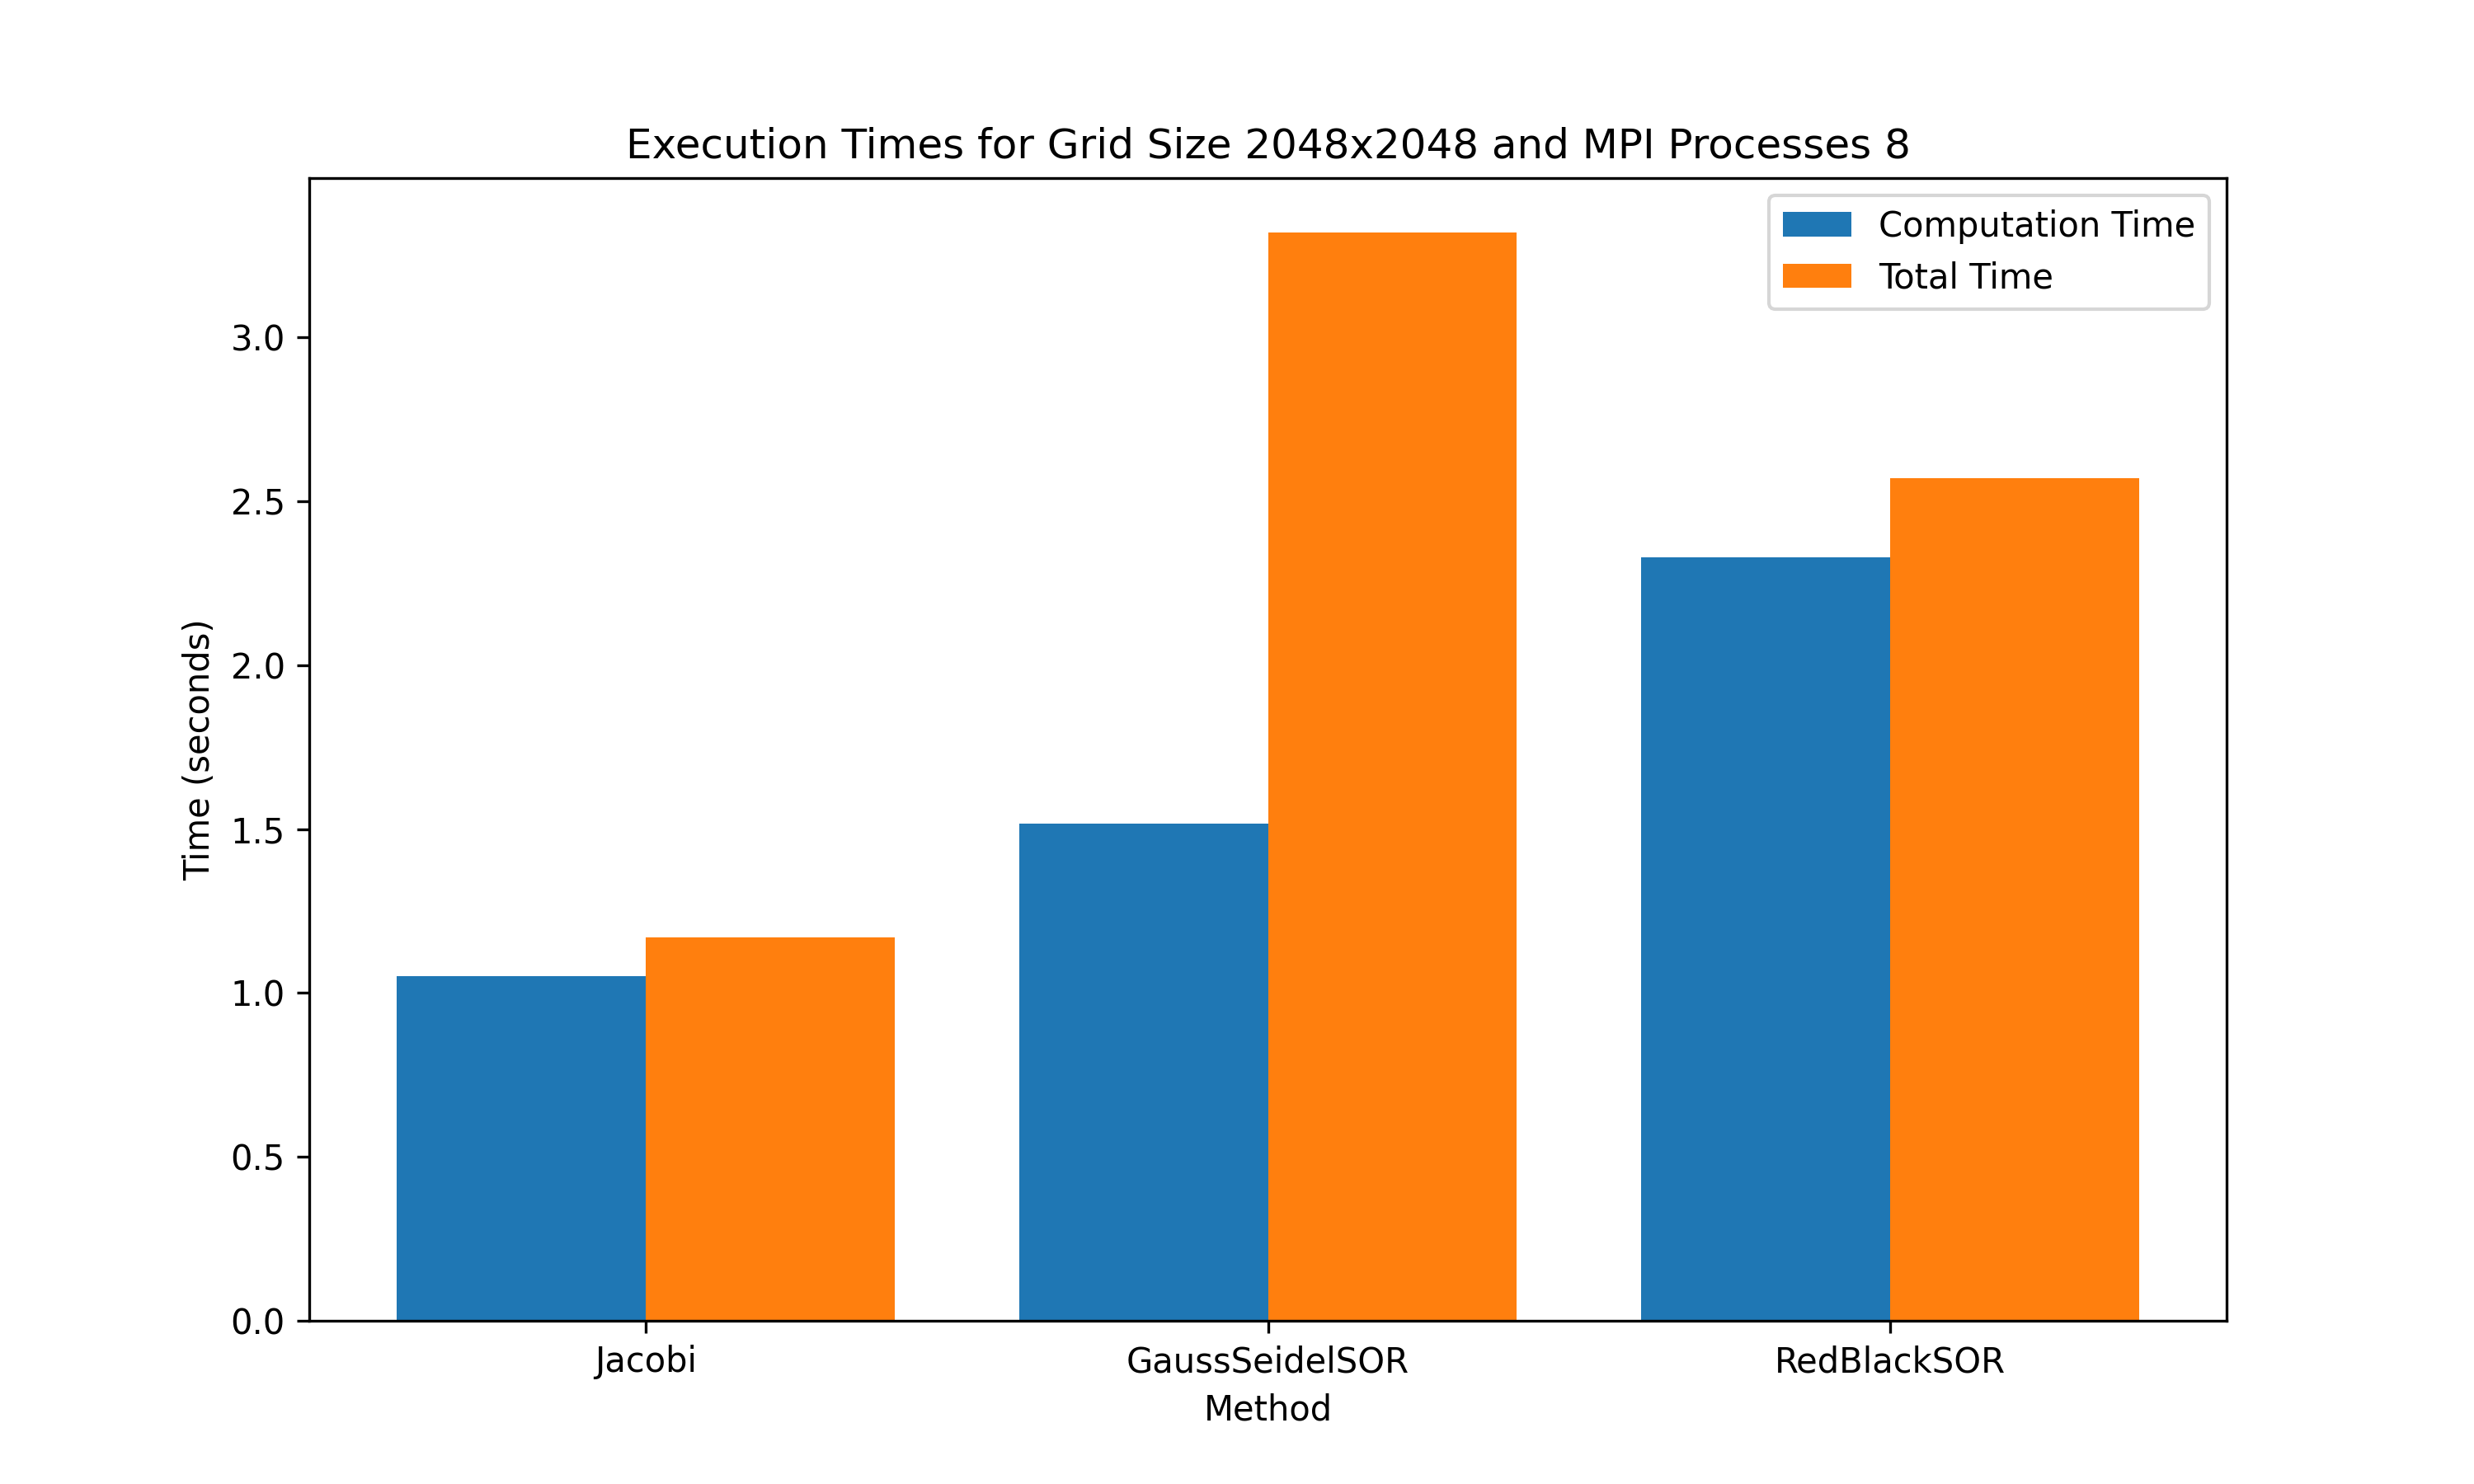 Execution Times for Grid Size 2048x2048 and MPI Processes 8
Computation Time
Total Time
Time (seconds)
3.0
2.5
2.0
1.5
1.0
0.5
0.0
Jacobi
GaussSeidelSOR
RedBlackSOR
Method